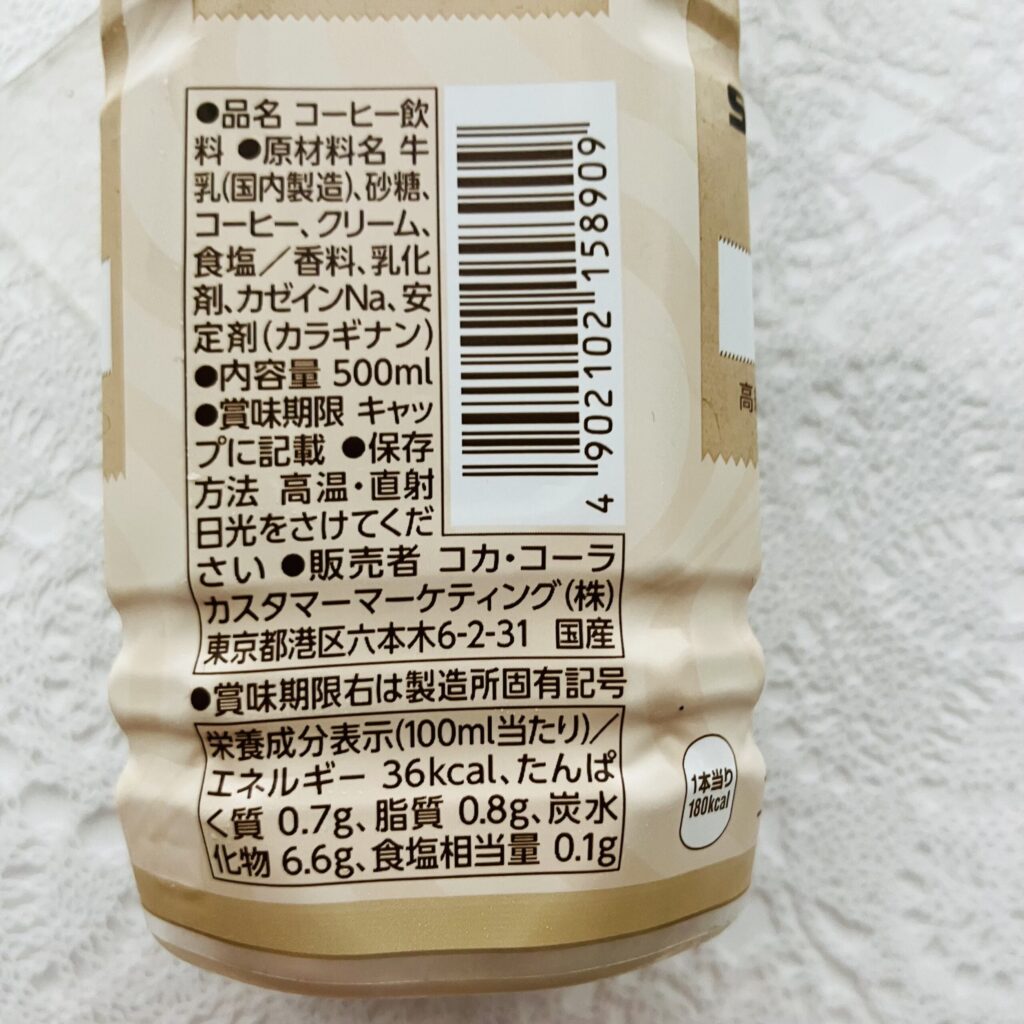 ●品名 コーヒー飲
料 ●原材料名 牛
乳(国内製造)、砂糖、
コーヒー、クリーム、
食塩／香料、乳化
剤、カゼインNa、安
定剤(カラギナン)
●内容量 500ml
●賞味期限 キャッ
プに記載 ●保存
方法 高温・直射
日光をさけてくだ
さい ●販売者 コカ・コーラ
カスタマーマーケティング(株)
東京都港区六本木6-2-31 国産
●賞味期限右は製造所固有記号
栄養成分表示(100ml当たり)／
エネルギー 36kcal、たんぱ
く質 0.7g、脂質 0.8g、炭水
化物 6.6g、食塩相当量 0.1g
4 902102 158909
1本当り
180kcal
高